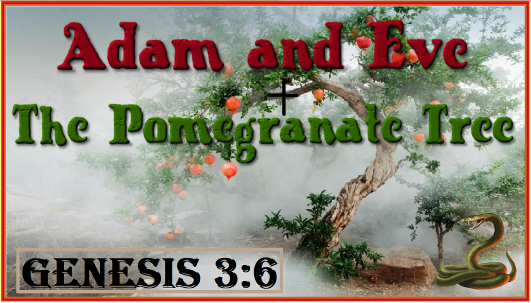 Adam and Eve
+
The Pomegranate Tree
GENESIS 3:6